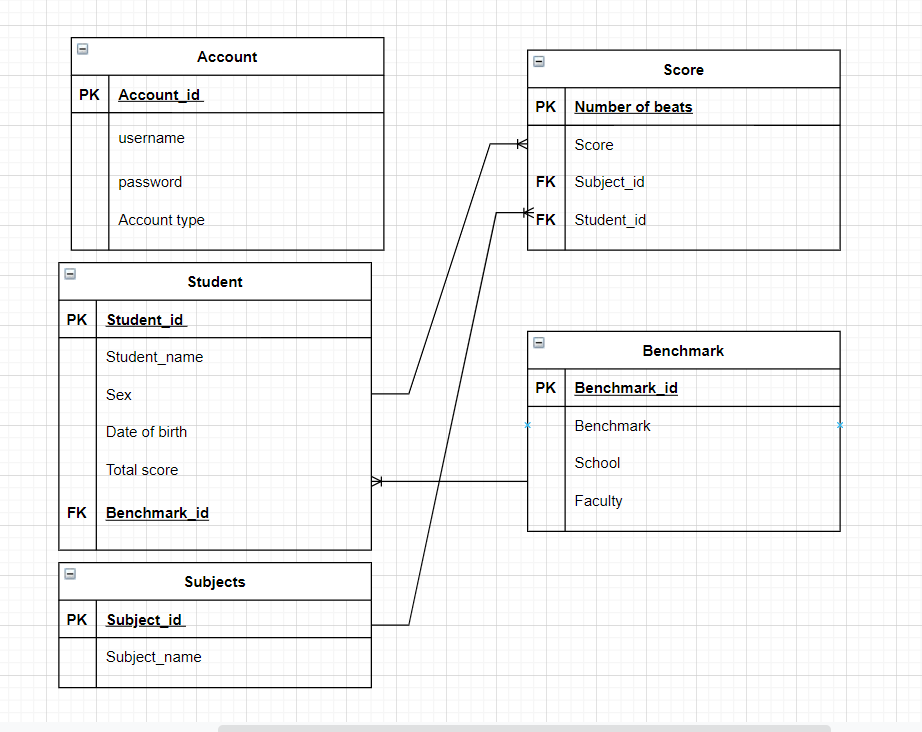 Account
PK Account_id
username
password
Account type
Score
PK Number of beats
Score
FK Subject_id
FK Student_id
Student
PK Student_id
Student_name
Sex
Date of birth
Total score
FK Benchmark_id
Benchmark
PK Benchmark_id
Benchmark
School
Faculty
Subjects
PK Subject_id
Subject_name